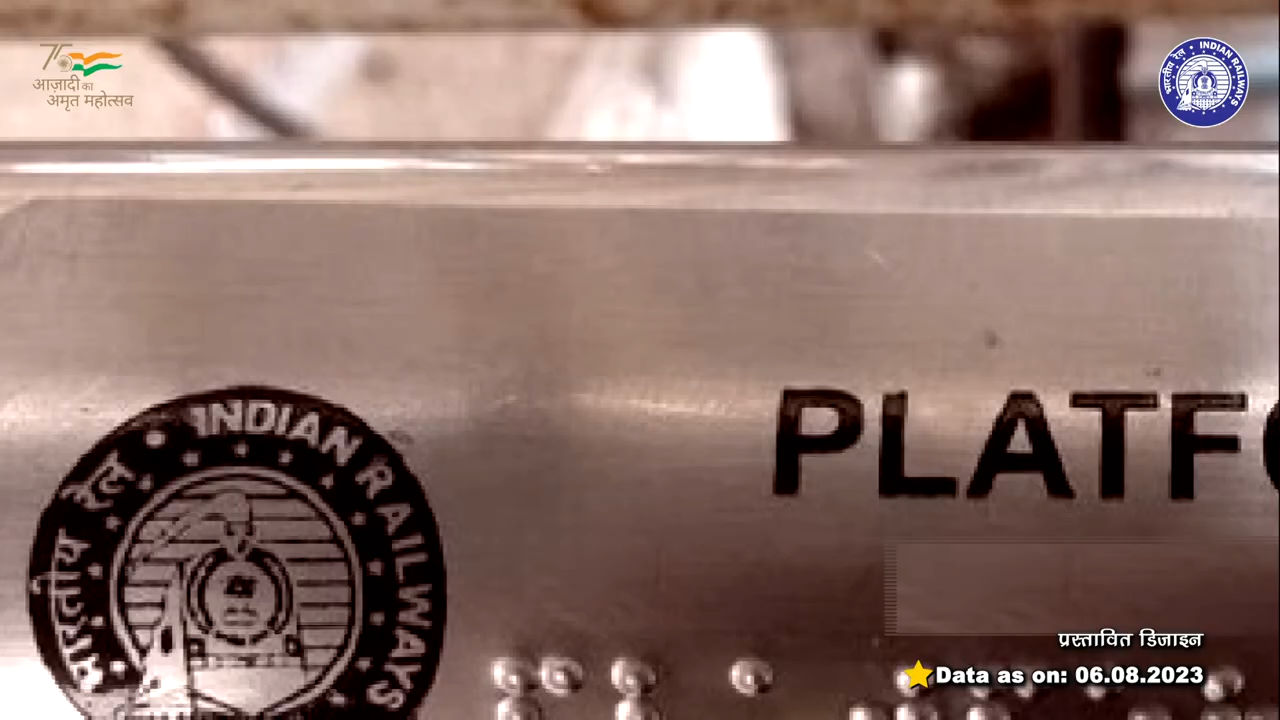 आज़ादी का
अमृत महोत्सव
भारतीय रेल • INDIAN RAILWAYS
PLATF
भारतीय रेल • INDIAN RAILWAYS
प्रस्तावित डिजाइन
Data as on: 06.08.2023